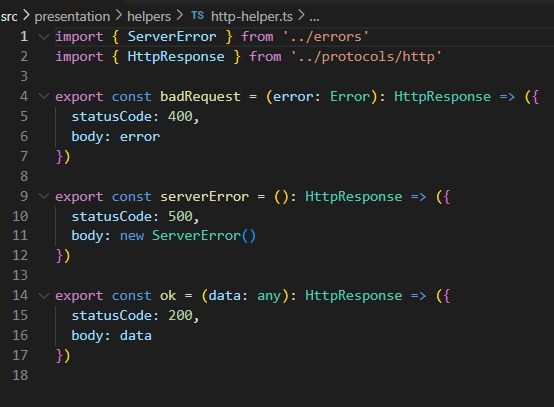 src > presentation > helpers > TS http-helper.ts > ...
1 import { ServerError } from '../errors'
2 import { HttpResponse } from '../protocols/http'
3
4 export const badRequest = (error: Error): HttpResponse => ({
5   statusCode: 400,
6   body: error
7 })
8
9 export const serverError = (): HttpResponse => ({
10   statusCode: 500,
11   body: new ServerError()
12 })
13
14 export const ok = (data: any): HttpResponse => ({
15   statusCode: 200,
16   body: data
17 })
18